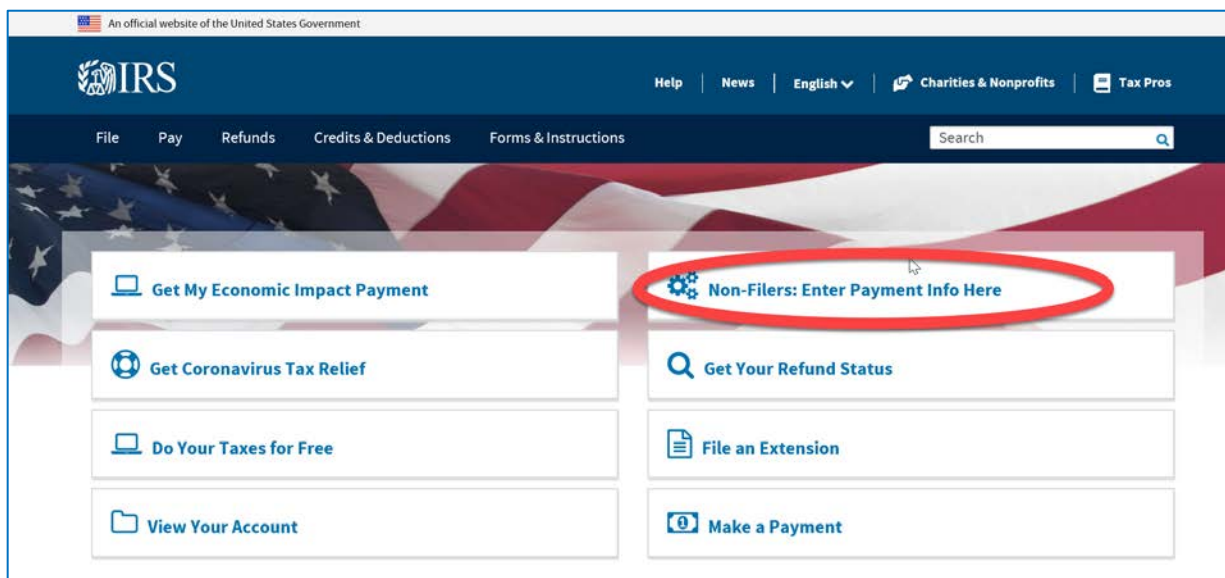 An official website of the United States Government
IRS
Help News English Charities & Nonprofits Tax Pros
File Pay Refunds Credits & Deductions Forms & Instructions Search
Get My Economic Impact Payment
Non-Filers: Enter Payment Info Here
Get Coronavirus Tax Relief
Get Your Refund Status
Do Your Taxes for Free
File an Extension
View Your Account
Make a Payment